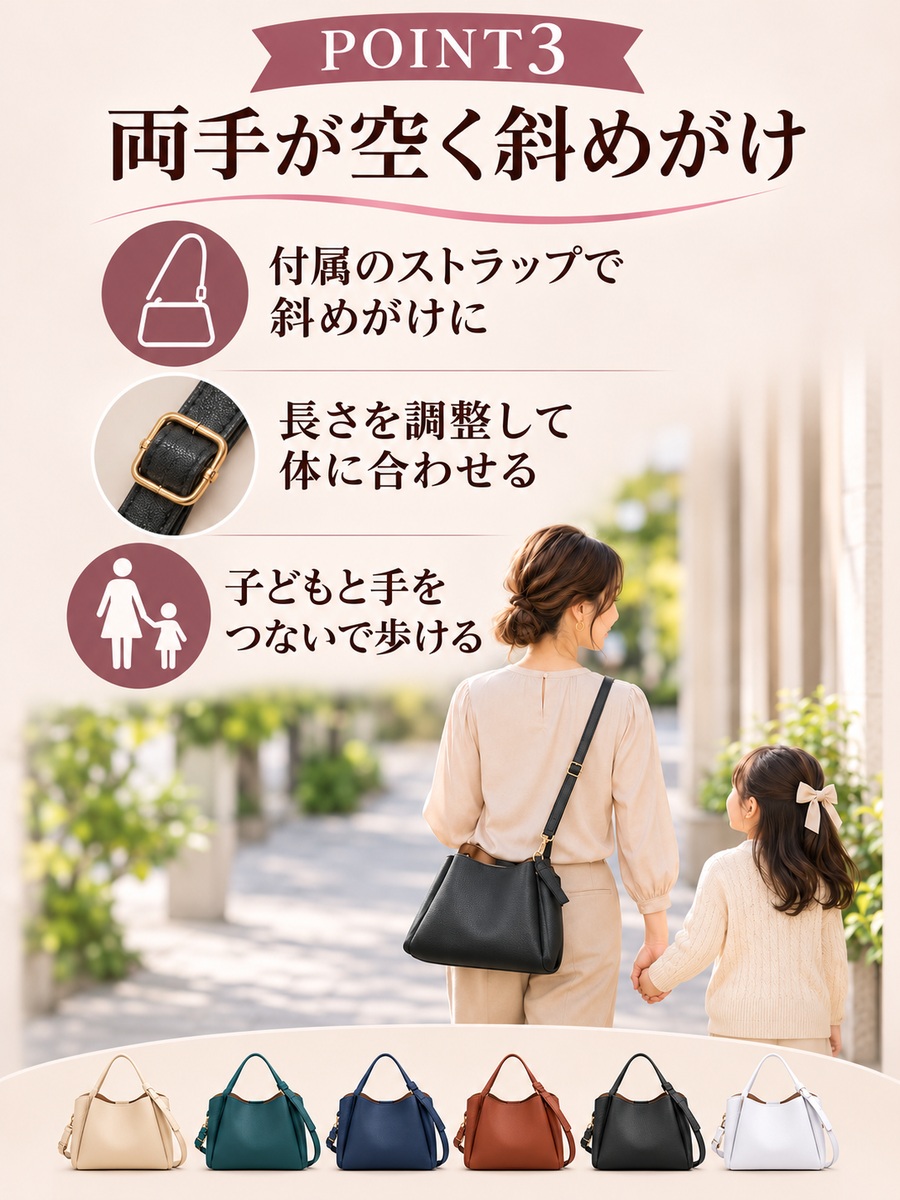 POINT3
両手が空く斜めがけ
付属のストラップで
斜めがけに
長さを調整して
体に合わせる
子どもと手を
つないで歩ける